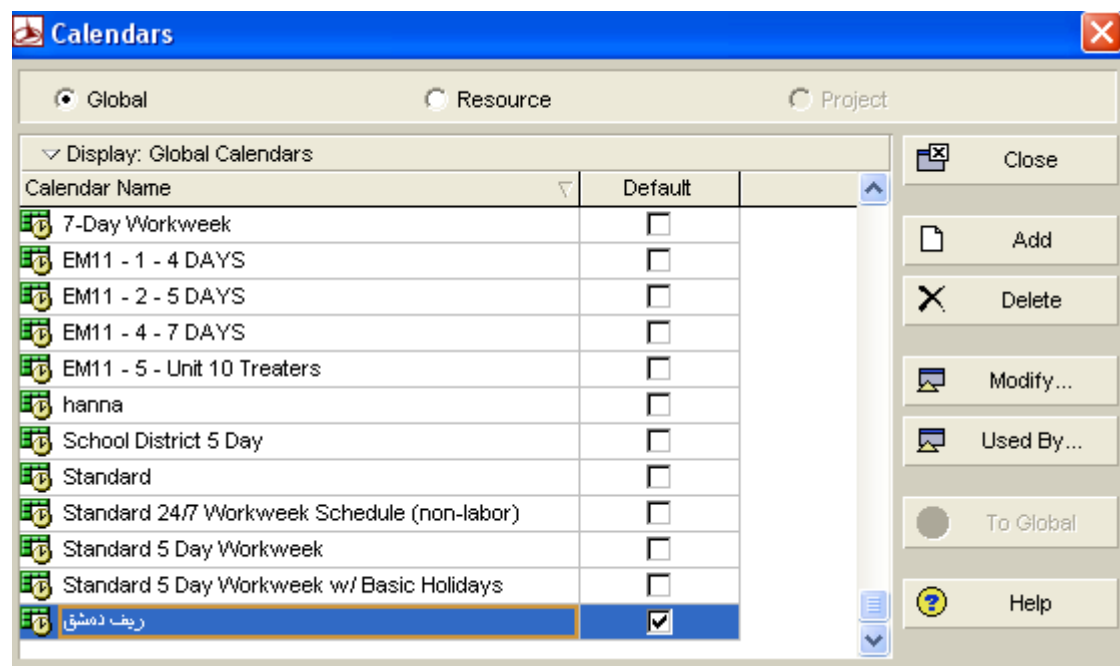 Calendars
Global Resource Project
Display: Global Calendars
Calendar Name Default
7-Day Workweek
EM11 - 1 - 4 DAYS
EM11 - 2 - 5 DAYS
EM11 - 4 - 7 DAYS
EM11 - 5 - Unit 10 Treaters
hanna
School District 5 Day
Standard
Standard 24/7 Workweek Schedule (non-labor)
Standard 5 Day Workweek
Standard 5 Day Workweek w/ Basic Holidays
ريف دمشق
Close
Add
Delete
Modify...
Used By...
To Global
Help